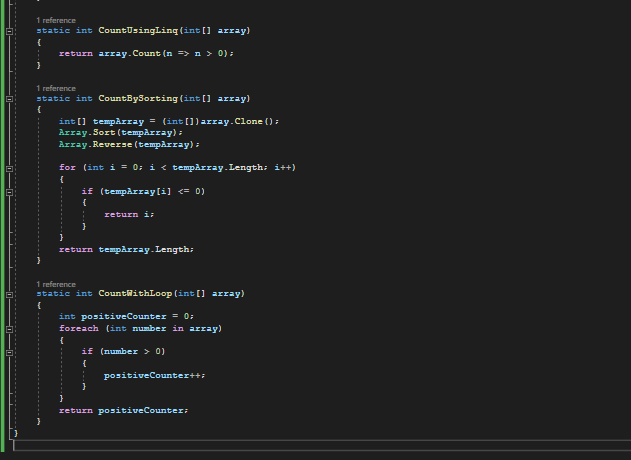 1 reference
static int CountUsingLinq(int[] array)
{
return array.Count(n => n > 0);
}
1 reference
static int CountBySorting(int[] array)
{
int[] tempArray = (int[])array.Clone();
Array.Sort(tempArray);
Array.Reverse(tempArray);
for (int i = 0; i < tempArray.Length; i++)
{
if (tempArray[i] <= 0)
{
return i;
}
}
return tempArray.Length;
}
1 reference
static int CountWithLoop(int[] array)
{
int positiveCounter = 0;
foreach (int number in array)
{
if (number > 0)
{
positiveCounter++;
}
}
return positiveCounter;
}
}